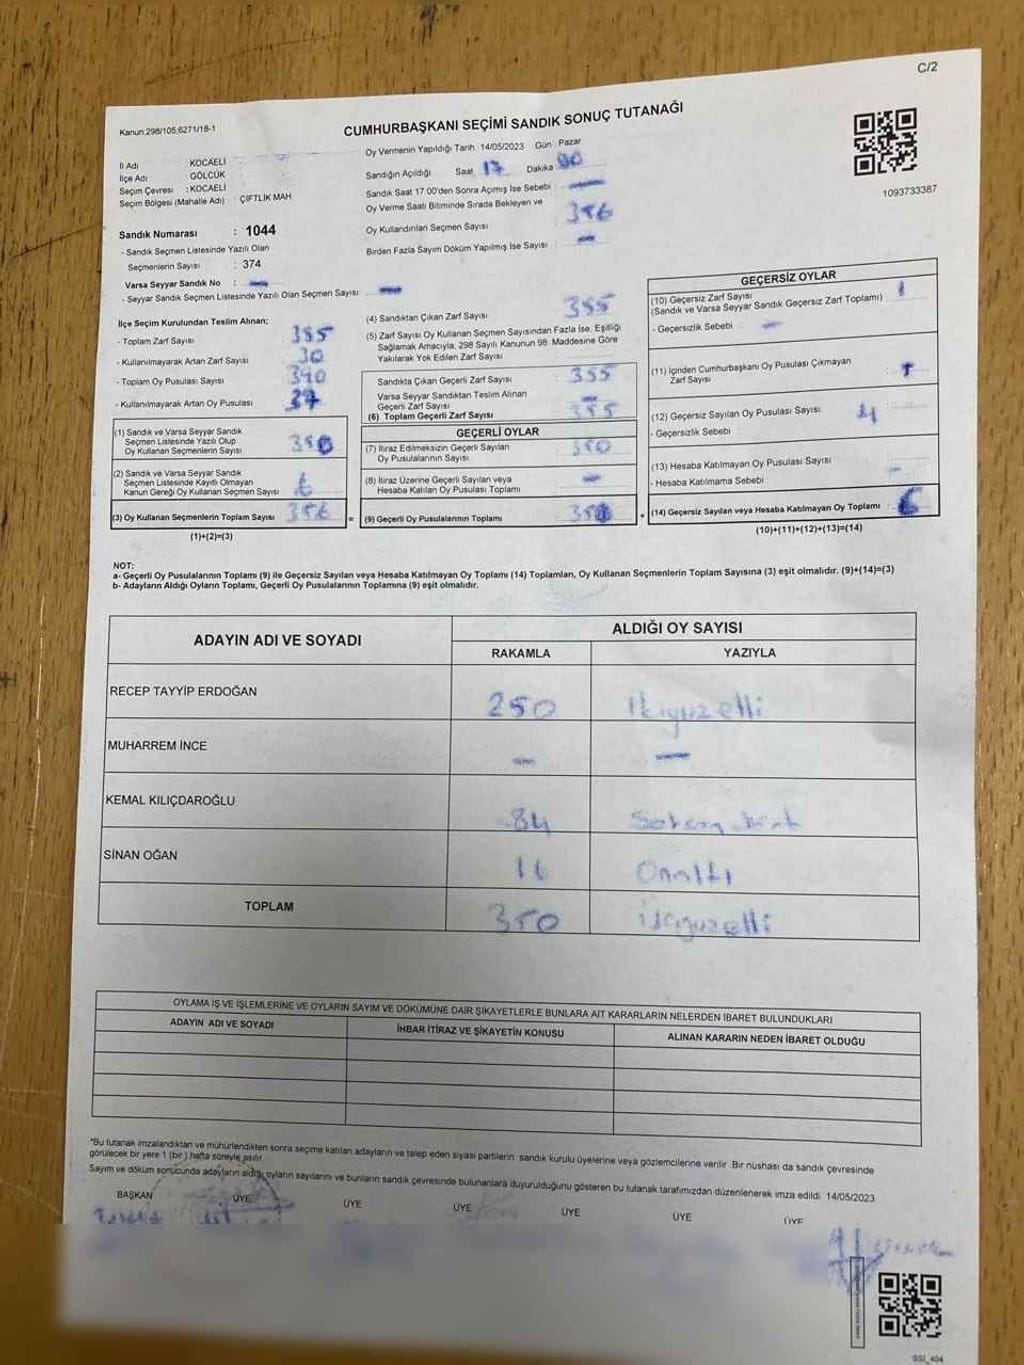 C/2
Kanun:298/105;6271/18-1
CUMHURBAŞKANI SEÇİMİ SANDIK SONUÇ TUTANAĞI
1093733387
İl Adı : KOCAELİ
İlçe Adı : GÖLCÜK
Seçim Çevresi : KOCAELİ
Seçim Bölgesi (Mahalle Adı) : ÇİFTLİK MAH
Sandık Numarası : 1044
- Sandık Seçmen Listesinde Yazılı Olan
Seçmenlerin Sayısı : 374
Varsa Seyyar Sandık No : —
- Seyyar Sandık Seçmen Listesinde Yazılı Olan Seçmen Sayısı: —
Oy Vermenin Yapıldığı Tarih :14/05/2023 Gün : Pazar
Sandığın Açıldığı Saat 17 Dakika 00
Sandık Saat 17:00'den Sonra Açımış İse Sebebi —
Oy Verme Saati Bitiminde Sırada Bekleyen ve
Oy Kullandırılan Seçmen Sayısı : 356
Birden Fazla Sayım Döküm Yapılmış İse Sayısı : —
İlçe Seçim Kurulundan Teslim Alınan;
- Toplam Zarf Sayısı : 385
- Kullanılmayarak Artan Zarf Sayısı : 30
- Toplam Oy Pusulası Sayısı : 390
- Kullanılmayarak Artan Oy Pusulası :
(1) Sandık ve Varsa Seyyar Sandık
Seçmen Listesinde Yazılı Olup
Oy Kullanan Seçmenlerin Sayısı : 350
(2) Sandık ve Varsa Seyyar Sandık
Seçmen Listesinde Kayıtlı Olmayan
Kanun Gereği Oy Kullanan Seçmen Sayısı : 6
(3) Oy Kullanan Seçmenlerin Toplam Sayısı : 356
(1)+(2)=(3)
(4) Sandıktan Çıkan Zarf Sayısı : 355
(5) Zarf Sayısı Oy Kullanan Seçmen Sayısından Fazla İse, Eşitliği
Sağlamak Amacıyla, 298 Sayılı Kanunun 98. Maddesine Göre
Yakılarak Yok Edilen Zarf Sayısı :
Sandıkta Çıkan Geçerli Zarf Sayısı : 355
Varsa Seyyar Sandıktan Teslim Alınan
Geçerli Zarf Sayısı : —
(6) Toplam Geçerli Zarf Sayısı : 355
GEÇERLİ OYLAR
(7) İtiraz Edilmeksizin Geçerli Sayılan
Oy Pusulalarının Sayısı : 350
(8) İtiraz Üzerine Geçerli Sayılan veya
Hesaba Katılan Oy Pusulası Toplamı : —
= (9) Geçerli Oy Pusulalarının Toplamı : 350
GEÇERSİZ OYLAR
(10) Geçersiz Zarf Sayısı : 1
(Sandık ve Varsa Seyyar Sandık Geçersiz Zarf Toplamı)
- Geçersizlik Sebebi : —
(11) İçinden Cumhurbaşkanı Oy Pusulası Çıkmayan
Zarf Sayısı : 1
(12) Geçersiz Sayılan Oy Pusulası Sayısı : 4
- Geçersizlik Sebebi :
(13) Hesaba Katılmayan Oy Pusulası Sayısı : —
- Hesaba Katılmama Sebebi :
+ (14) Geçersiz Sayılan veya Hesaba Katılmayan Oy Toplamı : 6
(10)+(11)+(12)+(13)=(14)
NOT:
a- Geçerli Oy Pusulalarının Toplamı (9) ile Geçersiz Sayılan veya Hesaba Katılmayan Oy Toplamı (14) Toplamları, Oy Kullanan Seçmenlerin Toplam Sayısına (3) eşit olmalıdır. (9)+(14)=(3)
b- Adayların Aldığı Oyların Toplamı, Geçerli Oy Pusulalarının Toplamına (9) eşit olmalıdır.
ADAYIN ADI VE SOYADI ALDIĞI OY SAYISI
RAKAMLA YAZIYLA
RECEP TAYYİP ERDOĞAN 250 İkiyüzelli
MUHARREM İNCE — —
KEMAL KILIÇDAROĞLU 84
SİNAN OĞAN 16 Onaltı
TOPLAM 350 üçyüzelli
OYLAMA İŞ VE İŞLEMLERİNE VE OYLARIN SAYIM VE DÖKÜMÜNE DAİR ŞİKAYETLERLE BUNLARA AİT KARARLARIN NELERDEN İBARET BULUNDUKLARI
ADAYIN ADI VE SOYADI İHBAR İTİRAZ VE ŞİKAYETİN KONUSU ALINAN KARARIN NEDEN İBARET OLDUĞU
*Bu tutanak imzalandıktan ve mühürlendikten sonra seçime katılan adayların ve talep eden siyasi partilerin sandık kurulu üyelerine veya gözlemcilerine verilir. Bir nüshası da sandık çevresinde
görülecek bir yere 1 (bir) hafta süreyle asılır.
Sayım ve döküm sonucunda adayların aldığı oyların sayılarını ve bunların sandık çevresinde bulunanlara duyurulduğunu gösteren bu tutanak tarafımızdan düzenlenerek imza edildi. 14/05/2023
BAŞKAN ÜYE ÜYE ÜYE ÜYE ÜYE ÜYE
SSI_404